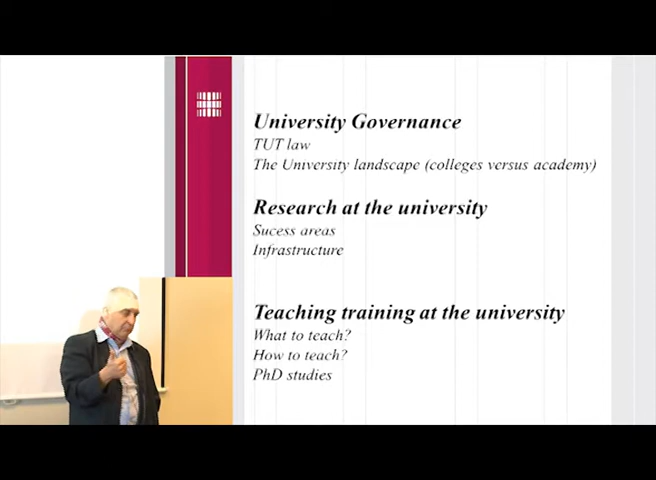 University Governance
TUT law
The University landscape (colleges versus academy)
Research at the university
Sucess areas
Infrastructure
Teaching training at the university
What to teach?
How to teach?
PhD studies